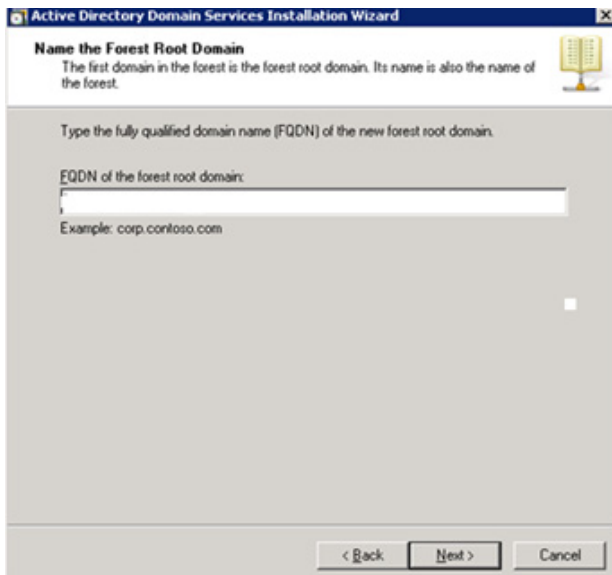 Active Directory Domain Services Installation Wizard
Name the Forest Root Domain
The first domain in the forest is the forest root domain. Its name is also the name of
the forest.
Type the fully qualified domain name (FQDN) of the new forest root domain.
FQDN of the forest root domain:
Example: corp.contoso.com
< Back Next > Cancel